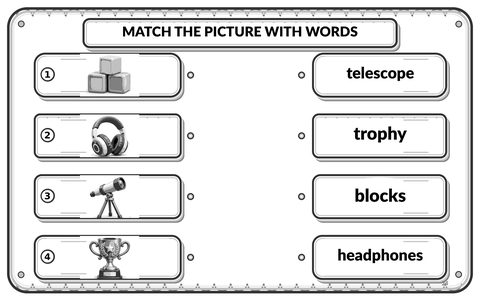 MATCH THE PICTURE WITH WORDS
1
telescope
2
trophy
3
blocks
4
headphones